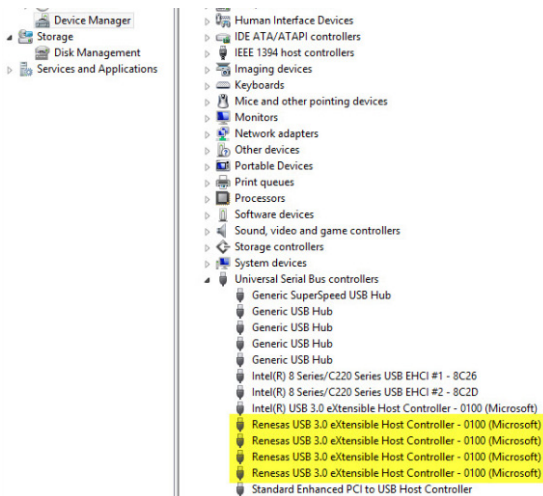 Device Manager
Storage
Disk Management
Services and Applications
Human Interface Devices
IDE ATA/ATAPI controllers
IEEE 1394 host controllers
Imaging devices
Keyboards
Mice and other pointing devices
Monitors
Network adapters
Other devices
Portable Devices
Print queues
Processors
Software devices
Sound, video and game controllers
Storage controllers
System devices
Universal Serial Bus controllers
Generic SuperSpeed USB Hub
Generic USB Hub
Generic USB Hub
Generic USB Hub
Generic USB Hub
Intel(R) 8 Series/C220 Series USB EHCI #1 - 8C26
Intel(R) 8 Series/C220 Series USB EHCI #2 - 8C2D
Intel(R) USB 3.0 eXtensible Host Controller - 0100 (Microsoft)
Renesas USB 3.0 eXtensible Host Controller - 0100 (Microsoft)
Renesas USB 3.0 eXtensible Host Controller - 0100 (Microsoft)
Renesas USB 3.0 eXtensible Host Controller - 0100 (Microsoft)
Renesas USB 3.0 eXtensible Host Controller - 0100 (Microsoft)
Standard Enhanced PCI to USB Host Controller